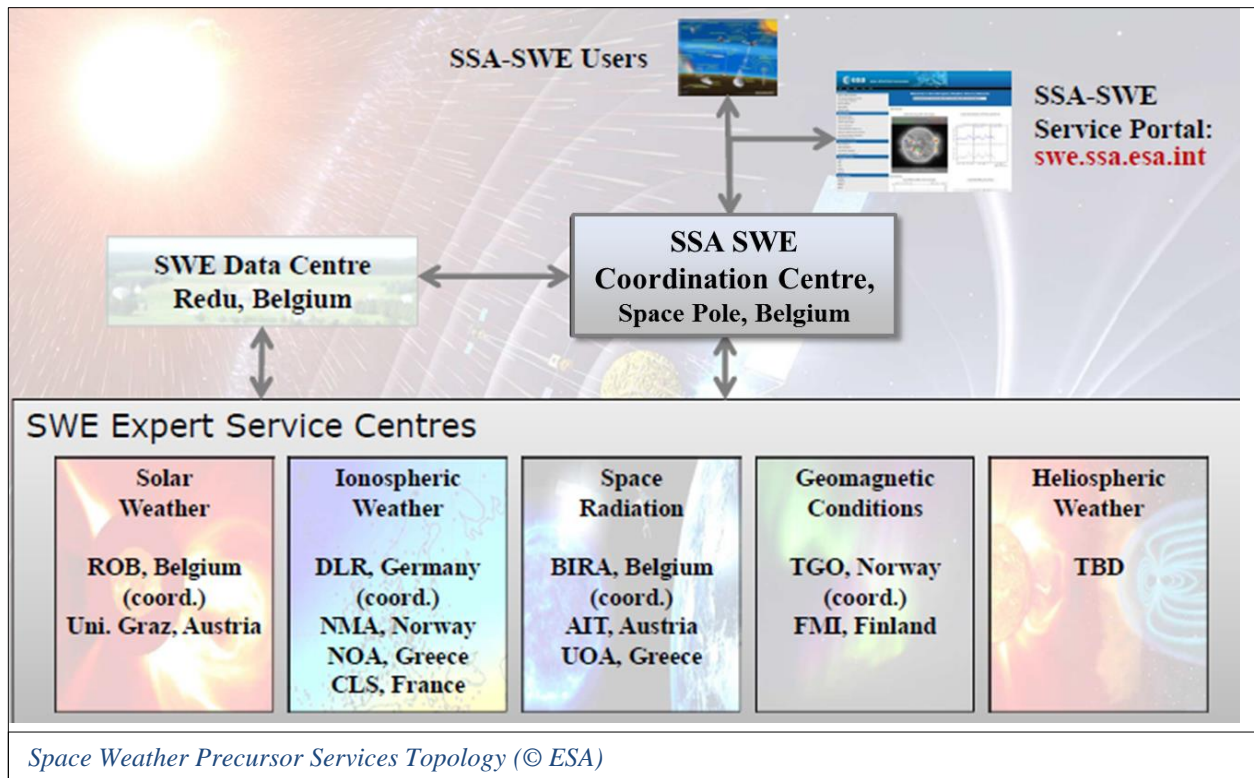 SSA-SWE Users
esa
SSA-SWE
Service Portal:
swe.ssa.esa.int
SWE Data Centre
Redu, Belgium
SSA SWE
Coordination Centre,
Space Pole, Belgium
SWE Expert Service Centres
Solar
Weather
ROB, Belgium
(coord.)
Uni. Graz, Austria
Ionospheric
Weather
DLR, Germany
(coord.)
NMA, Norway
NOA, Greece
CLS, France
Space
Radiation
BIRA, Belgium
(coord.)
AIT, Austria
UOA, Greece
Geomagnetic
Conditions
TGO, Norway
(coord.)
FMI, Finland
Heliospheric
Weather
TBD
Space Weather Precursor Services Topology (© ESA)